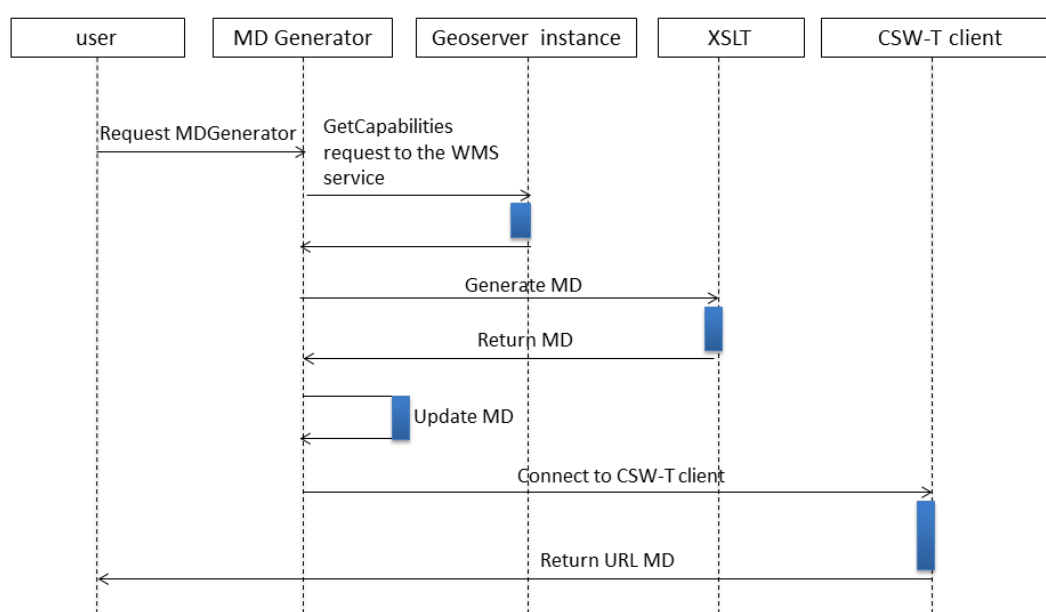 user
MD Generator
Geoserver instance
XSLT
CSW-T client
Request MDGenerator
GetCapabilities
request to the WMS
service
Generate MD
Return MD
Update MD
Connect to CSW-T client
Return URL MD